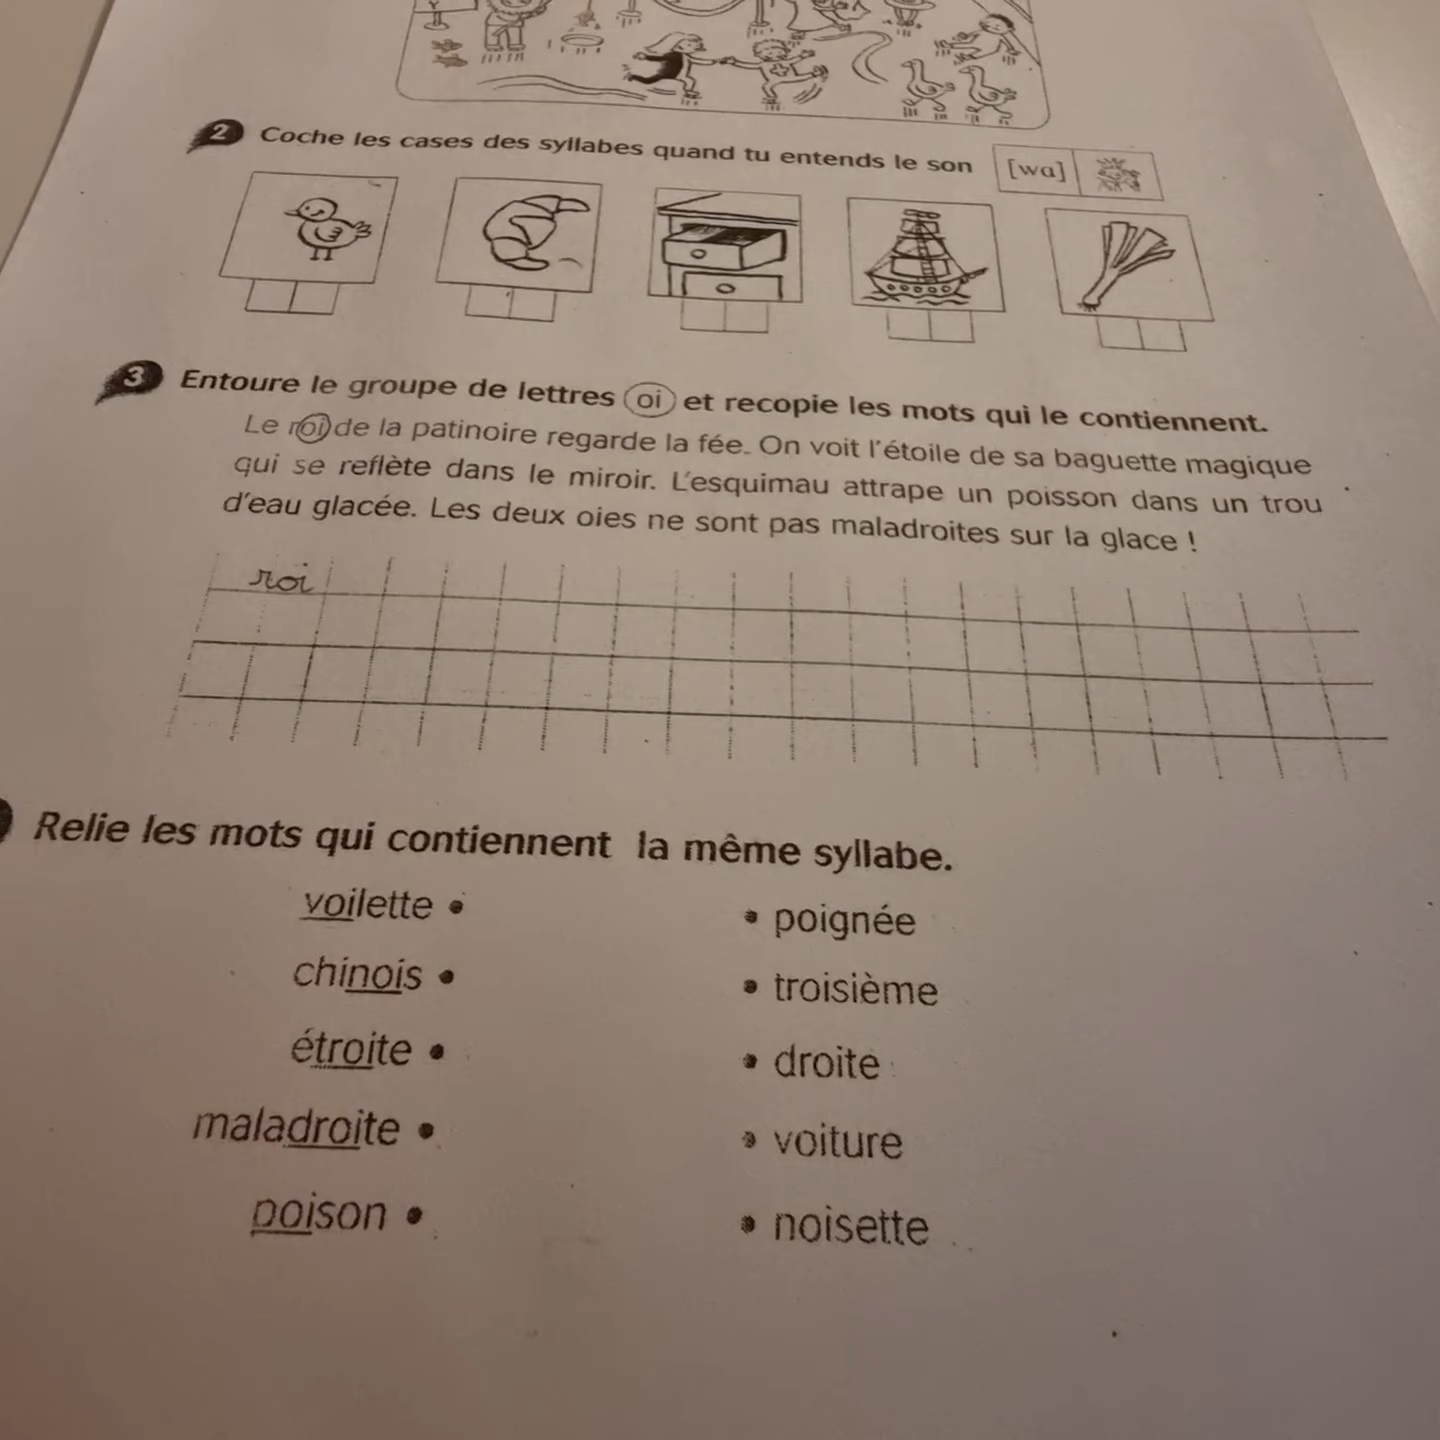 2 Coche les cases des syllabes quand tu entends le son [wa]
3 Entoure le groupe de lettres oi et recopie les mots qui le contiennent.
Le roi de la patinoire regarde la fée. On voit l'étoile de sa baguette magique
qui se reflète dans le miroir. L'esquimau attrape un poisson dans un trou
d'eau glacée. Les deux oies ne sont pas maladroites sur la glace !
roi
Relie les mots qui contiennent la même syllabe.
voilette • • poignée
chinois • • troisième
étroite • • droite
maladroite • • voiture
poison • • noisette